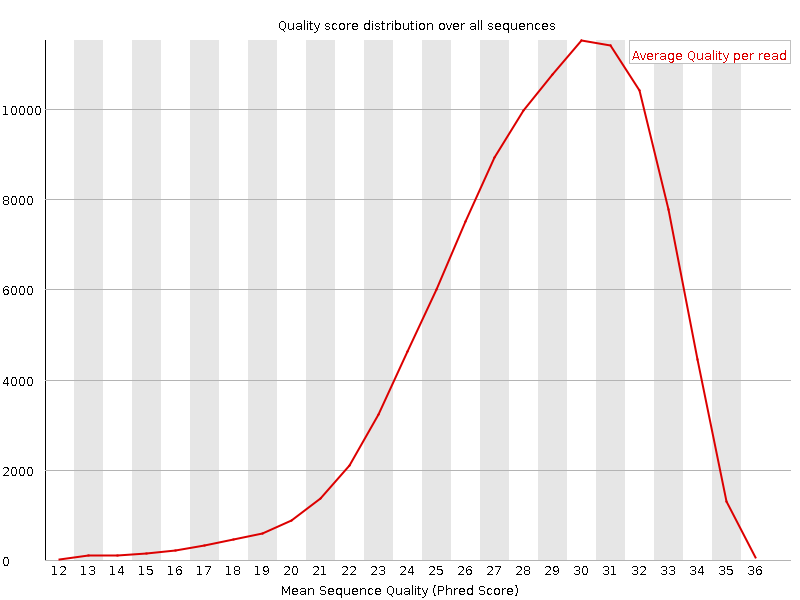 Quality score distribution over all sequences
Average Quality per read
10000
8000
6000
4000
2000
0
12 13 14 15 16 17 18 19 20 21 22 23 24 25 26 27 28 29 30 31 32 33 34 35 36
Mean Sequence Quality (Phred Score)